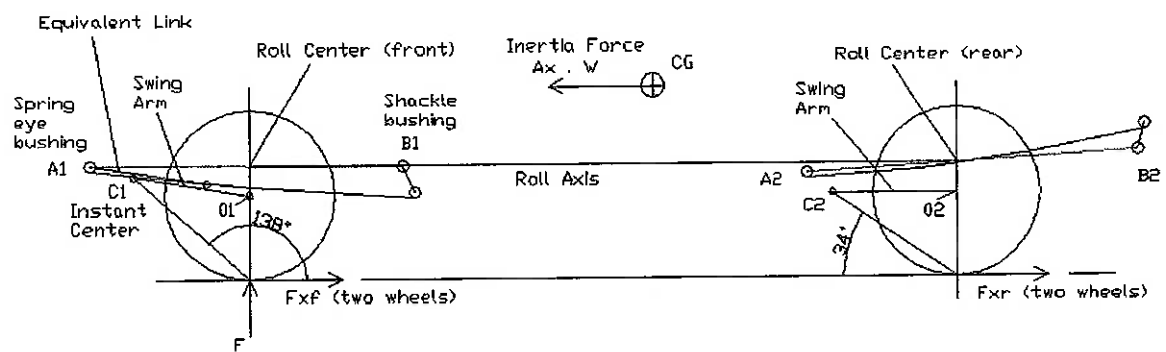 Equivalent Link
Roll Center (front)
Inertia Force
Ax . W
CG
Roll Center (rear)
Swing
Arm
Spring
eye
bushing
Shackle
bushing
Swing
Arm
A1
B1
C1
Instant
Center
O1
138°
Roll Axis
A2
B2
C2
O2
34°
Fxf (two wheels)
Fxr (two wheels)
F